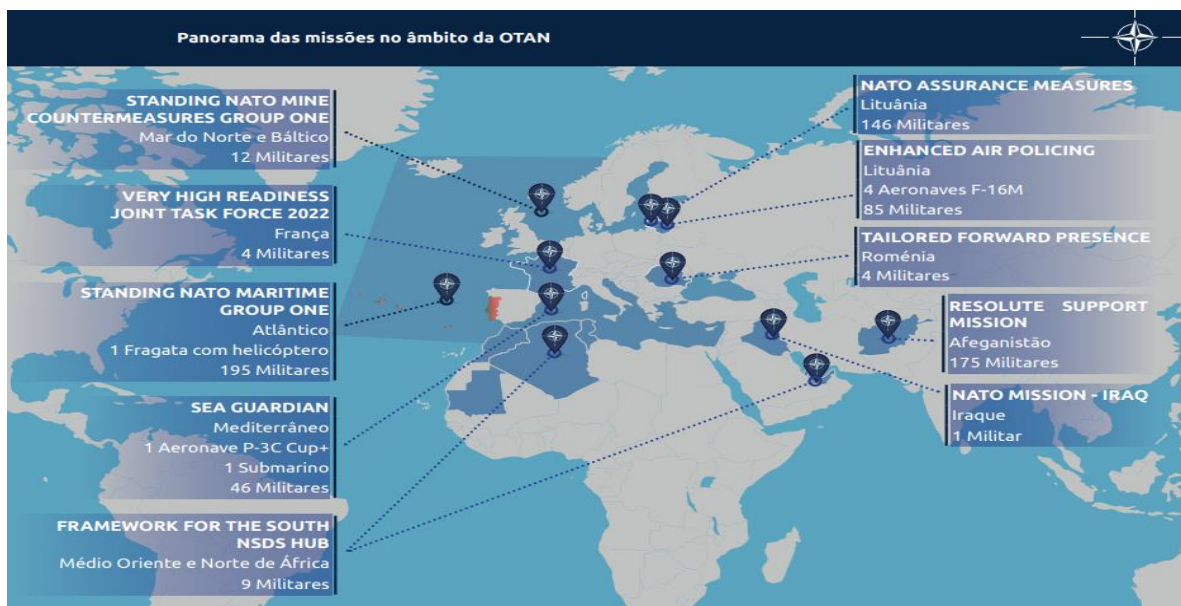 Panorama das missões no âmbito da OTAN
STANDING NATO MINE
COUNTERMEASURES GROUP ONE
Mar do Norte e Báltico
12 Militares
VERY HIGH READINESS
JOINT TASK FORCE 2022
França
4 Militares
STANDING NATO MARITIME
GROUP ONE
Atlântico
1 Fragata com helicóptero
195 Militares
SEA GUARDIAN
Mediterrâneo
1 Aeronave P-3C Cup+
1 Submarino
46 Militares
FRAMEWORK FOR THE SOUTH
NSDS HUB
Médio Oriente e Norte de África
9 Militares
NATO ASSURANCE MEASURES
Lituânia
146 Militares
ENHANCED AIR POLICING
Lituânia
4 Aeronaves F-16M
85 Militares
TAILORED FORWARD PRESENCE
Roménia
4 Militares
RESOLUTE SUPPORT
MISSION
Afeganistão
175 Militares
NATO MISSION - IRAQ
Iraque
1 Militar